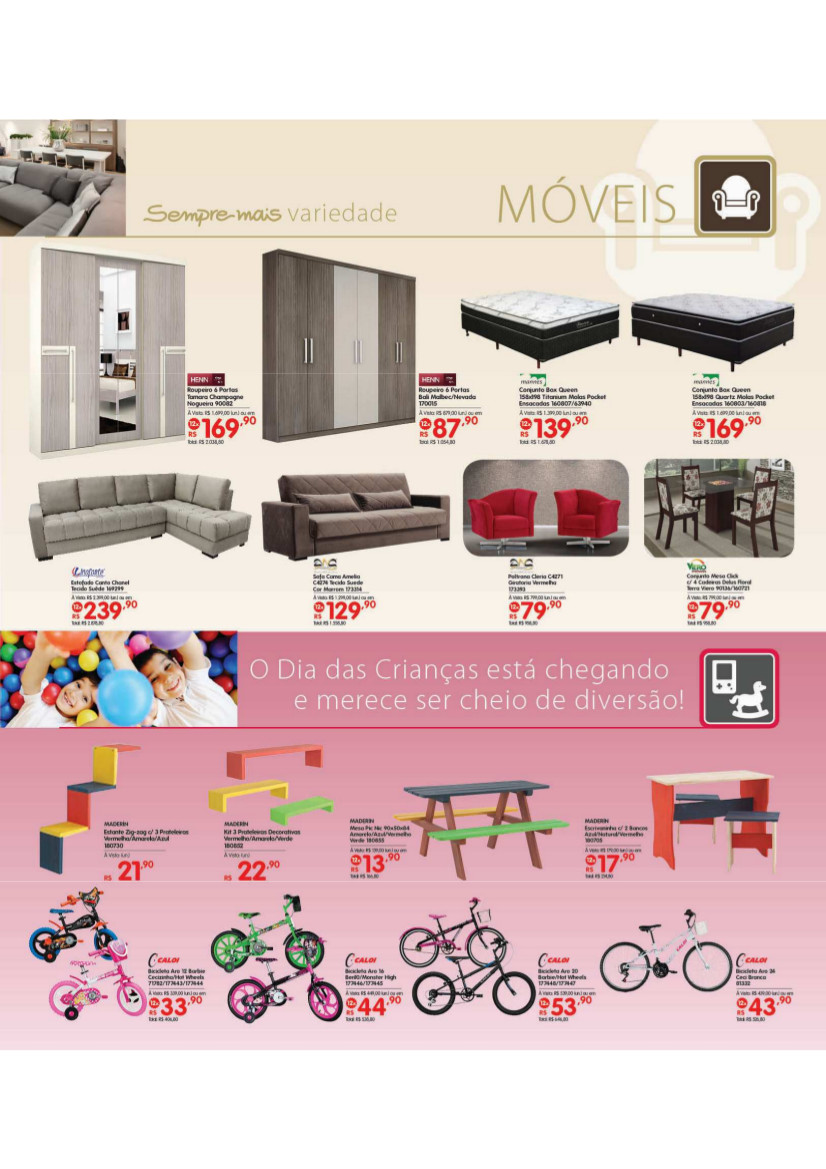 Sempre mais variedade
MÓVEIS
HENN
Roupeiro 6 Portas
Tamara Champagne
Nogueira 90082
À Vista R$ 1.699,00 (un.) ou em
12x R$ 169,90
Total: R$ 2.038,80
HENN
Roupeiro 6 Portas
Bali Malbec/Nevada
170015
À Vista R$ 879,00 (un.) ou em
12x R$ 87,90
Total: R$ 1.054,80
mannes
Conjunto Box Queen
158x198 Titanium Molas Pocket
Ensacadas 160807/63940
À Vista R$ 1.399,00 (un.) ou em
12x R$ 139,90
Total: R$ 1.678,80
mannes
Conjunto Box Queen
158x198 Quartz Molas Pocket
Ensacadas 160803/160818
À Vista R$ 1.699,00 (un.) ou em
12x R$ 169,90
Total: R$ 2.038,80
Linoforte
Estofado Canto Chanel
Tecido Suéde 169299
À Vista R$ 2.399,00 (un.) ou em
12x R$ 239,90
Total: R$ 2.878,80
Sofa Cama Amelia
C4274 Tecido Suede
Cor Marrom 173314
À Vista R$ 1.299,00 (un.) ou em
12x R$ 129,90
Total: R$ 1.558,80
Poltrona Clena C4271
Giratoria Vermelha
173293
À Vista R$ 799,00 (un.) ou em
12x R$ 79,90
Total: R$ 958,80
VIERO
Conjunto Mesa Click
c/ 4 Cadeiras Delus Floral
Terra Viero 90136/160721
À Vista R$ 799,00 (un.) ou em
12x R$ 79,90
Total: R$ 958,80
O Dia das Crianças está chegando
e merece ser cheio de diversão!
MADERIN
Estante Zig-zag c/ 3 Prateleiras
Vermelho/Amarelo/Azul
180730
À Vista (un.)
R$ 21,90
MADERIN
Kit 3 Prateleiras Decorativas
Vermelho/Amarelo/Verde
180852
À Vista (un.)
R$ 22,90
MADERIN
Mesa Pic Nic 90x50x84
Amarelo/Azul/Vermelho
Verde 180855
À Vista R$ 139,00 (un.) ou em
12x R$ 13,90
Total: R$ 166,80
MADERIN
Escrivaninha c/ 2 Bancos
Azul/Natural/Vermelho
180705
À Vista R$ 179,00 (un.) ou em
12x R$ 17,90
Total: R$ 214,80
CALOI
Bicicleta Aro 12 Barbie
Cecizinha/Hot Wheels
71782/177443/177444
À Vista R$ 339,00 (un.) ou em
12x R$ 33,90
Total: R$ 406,80
CALOI
Bicicleta Aro 16
Ben10/Monster High
177446/177445
À Vista R$ 449,00 (un.) ou em
12x R$ 44,90
Total: R$ 538,80
CALOI
Bicicleta Aro 20
Barbie/Hot Wheels
177448/177447
À Vista R$ 539,00 (un.) ou em
12x R$ 53,90
Total: R$ 646,80
CALOI
Bicicleta Aro 24
Ceci Branca
81532
À Vista R$ 439,00 (un.) ou em
12x R$ 43,90
Total: R$ 526,80